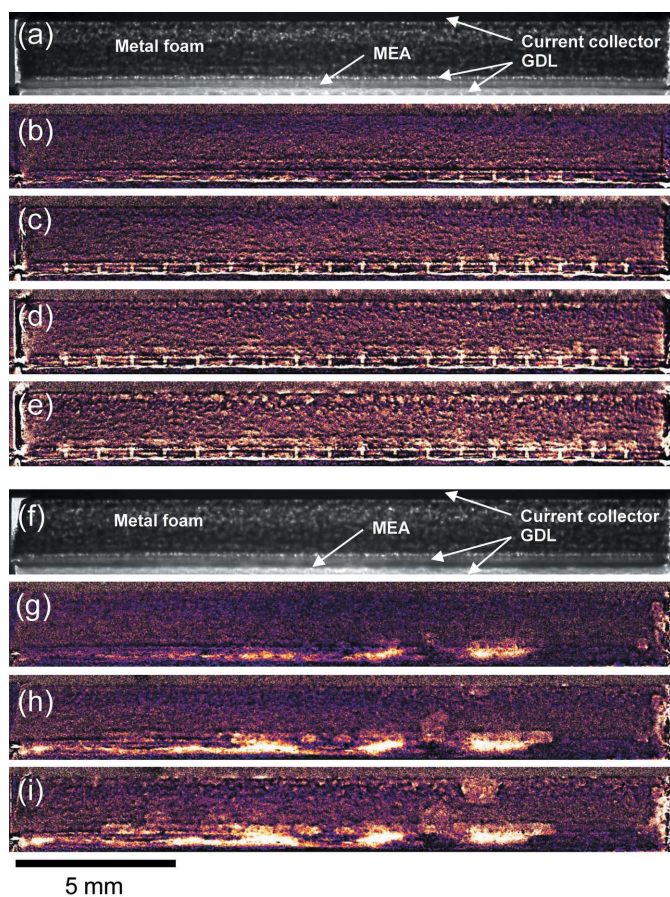 (a)
Metal foam
Current collector
MEA
GDL
(b)
(c)
(d)
(e)
(f)
Metal foam
Current collector
MEA
GDL
(g)
(h)
(i)
5 mm